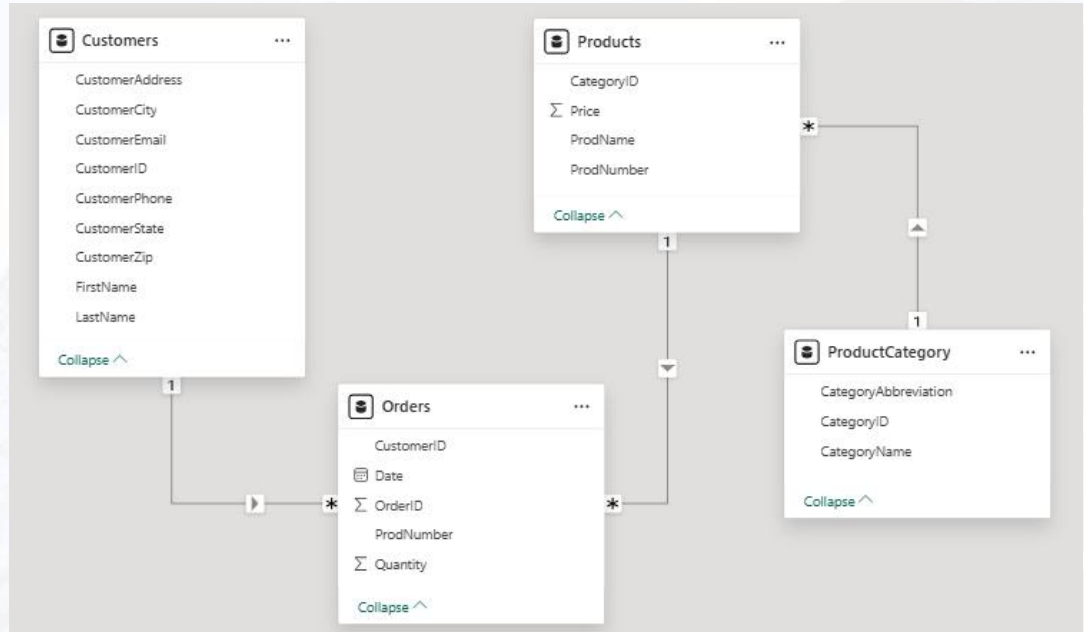 Customers
CustomerAddress
CustomerCity
CustomerEmail
CustomerID
CustomerPhone
CustomerState
CustomerZip
FirstName
LastName
Collapse
1
Products
CategoryID
Σ Price
ProdName
ProdNumber
Collapse
*
1
1
ProductCategory
CategoryAbbreviation
CategoryID
CategoryName
Collapse
Orders
CustomerID
Date
* Σ OrderID *
ProdNumber
Σ Quantity
Collapse